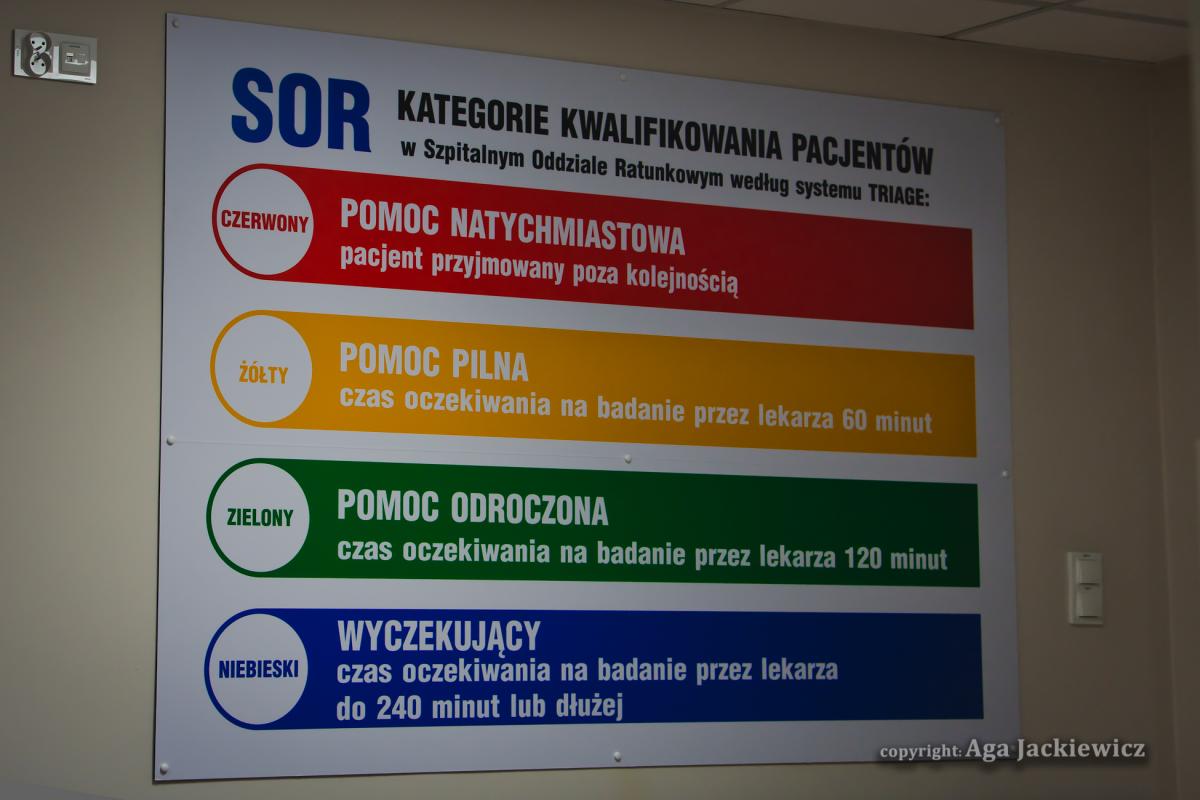 SOR
KATEGORIE KWALIFIKOWANIA PACJENTÓW
w Szpitalnym Oddziale Ratunkowym według systemu TRIAGE:
CZERWONY
POMOC NATYCHMIASTOWA
pacjent przyjmowany poza kolejnością
ŻÓŁTY
POMOC PILNA
czas oczekiwania na badanie przez lekarza 60 minut
ZIELONY
POMOC ODROCZONA
czas oczekiwania na badanie przez lekarza 120 minut
NIEBIESKI
WYCZEKUJĄCY
czas oczekiwania na badanie przez lekarza
do 240 minut lub dłużej
copyright: Aga Jackiewicz